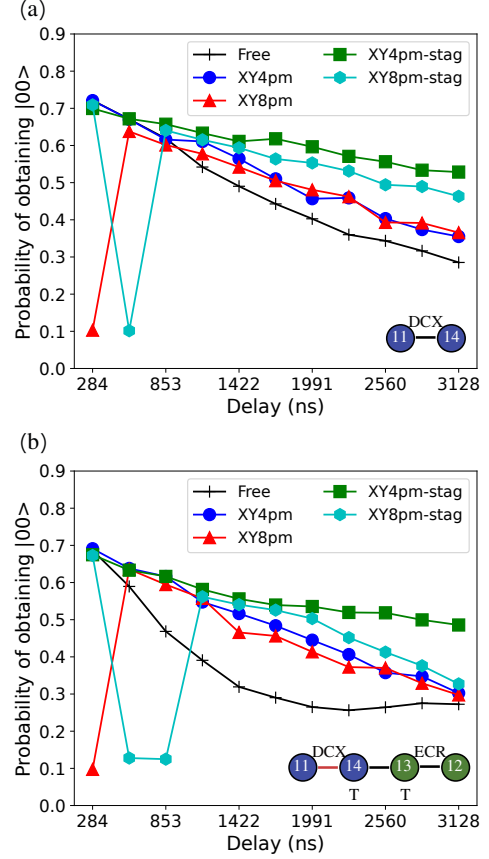 (a)
0.9
0.8
0.7
0.6
0.5
0.4
0.3
0.2
0.1
0.0
Probability of obtaining |00>
Free
XY4pm
XY8pm
XY4pm-stag
XY8pm-stag
DCX
11
14
284
853
1422
1991
2560
3128
Delay (ns)
(b)
0.9
0.8
0.7
0.6
0.5
0.4
0.3
0.2
0.1
0.0
Probability of obtaining |00>
Free
XY4pm
XY8pm
XY4pm-stag
XY8pm-stag
DCX
ECR
11
14
13
12
T
T
284
853
1422
1991
2560
3128
Delay (ns)